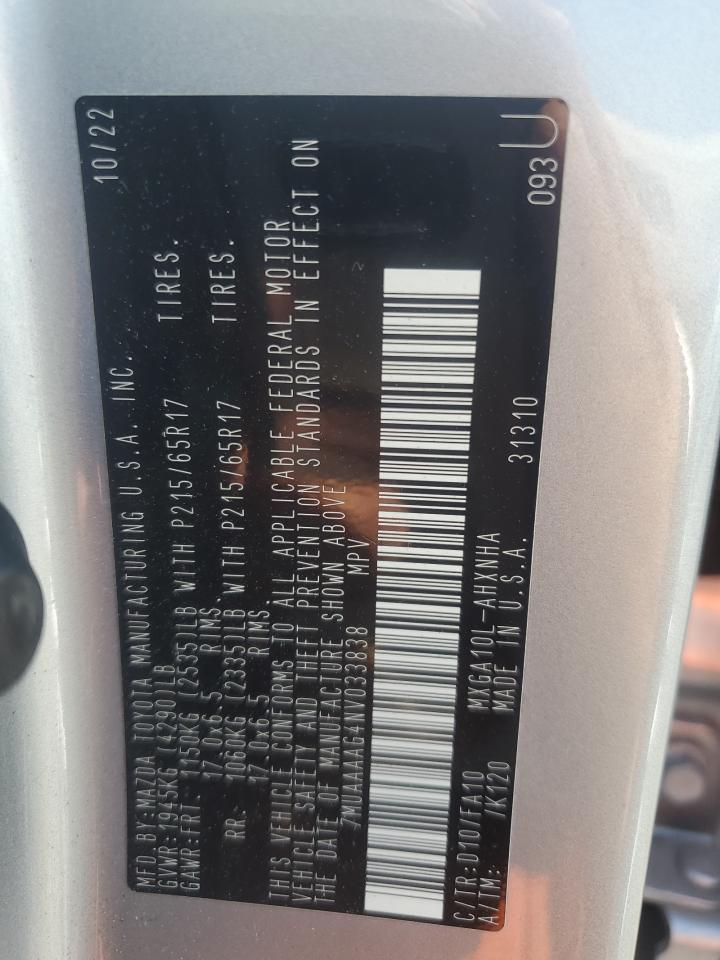 MFD. BY:MAZDA TOYOTA MANUFACTURING U.S.A. INC. 10/22
GVWR:1945KG (4290)LB
GAWR:FRT- 1150KG (2535)LB WITH P215/65R17 TIRES.
17.0x6.5 RIMS
RR- 1060KG (2335)LB WITH P215/65R17 TIRES.
17.0x6.5 RIMS
THIS VEHICLE CONFORMS TO ALL APPLICABLE FEDERAL MOTOR
VEHICLE SAFETY AND THEFT PREVENTION STANDARDS IN EFFECT ON
THE DATE OF MANUFACTURE SHOWN ABOVE
7MUAAAAG4NV033838 MPV
C/TR:D107FA10 MXGA10L-AHXNHA
A/TM: /K120 MADE IN U.S.A. 31310 093 U